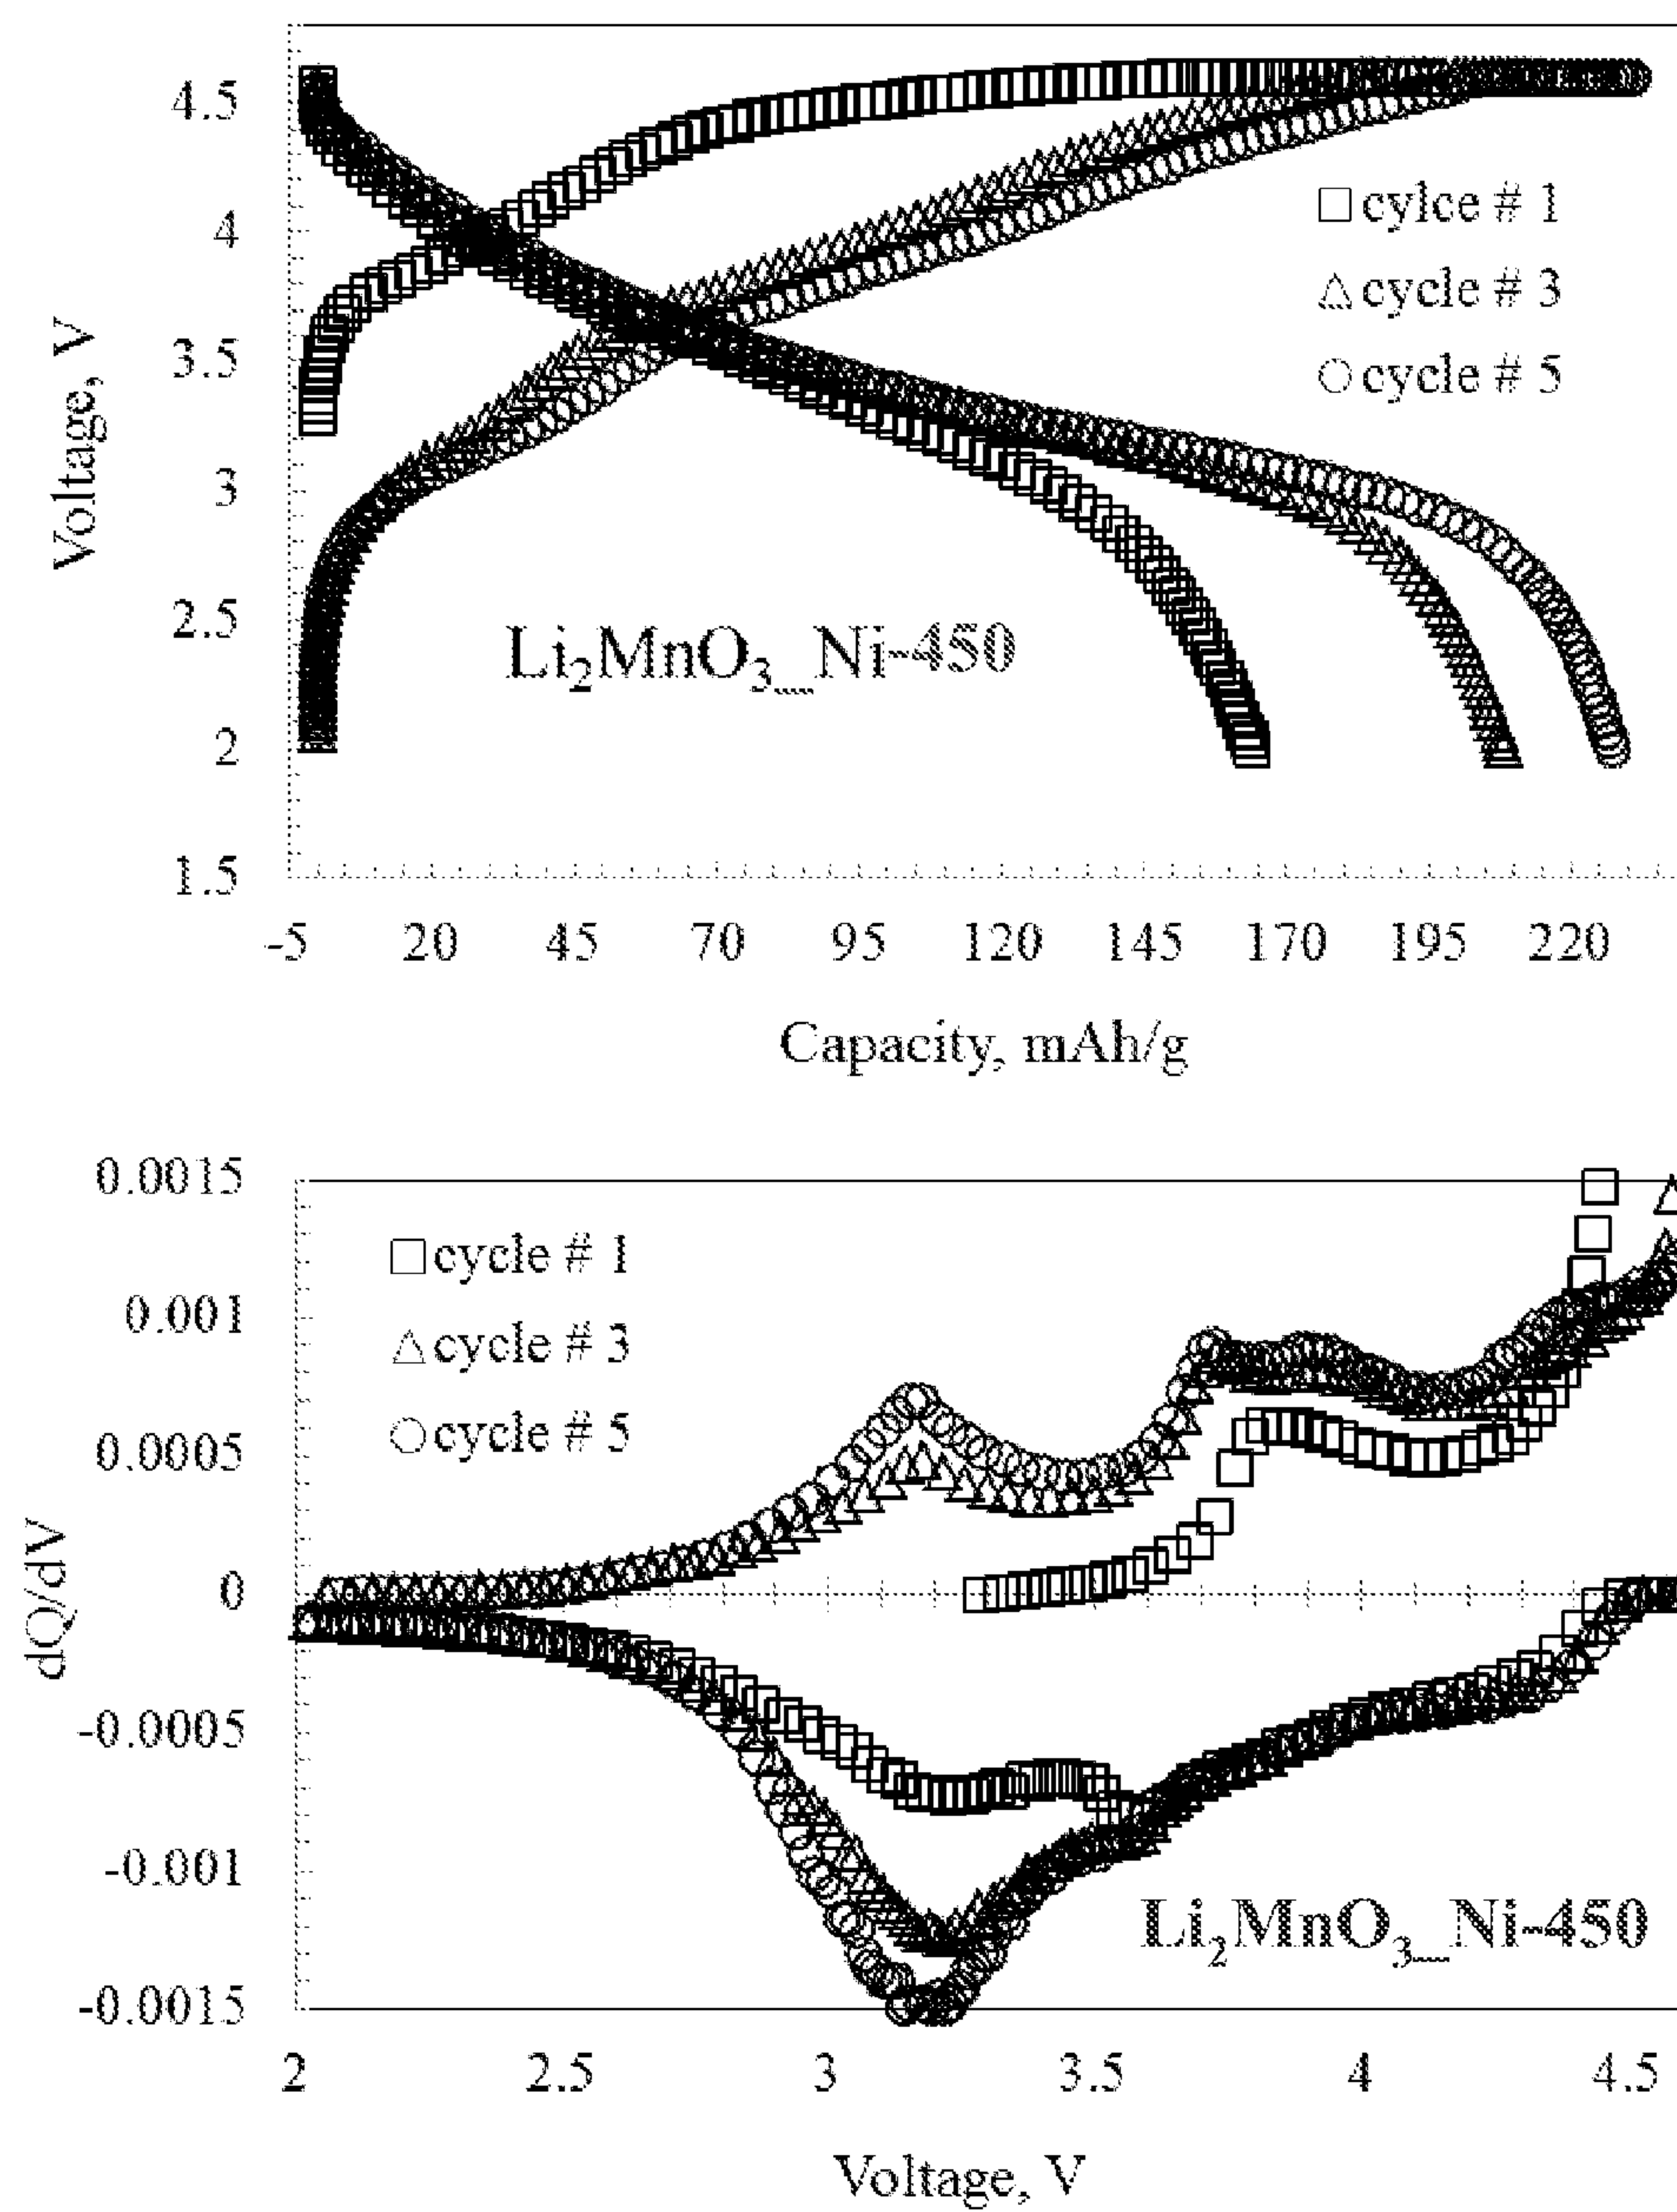 4.5
4
3.5
3
2.5
2
1.5
Voltage, V
□ cylce # 1
△ cycle # 3
○ cycle # 5
Li₂MnO₃_Ni-450
-5 20 45 70 95 120 145 170 195 220
Capacity, mAh/g
0.0015
0.001
0.0005
0
-0.0005
-0.001
-0.0015
dQ/dV
□ cycle # 1
△ cycle # 3
○ cycle # 5
Li₂MnO₃_Ni-450
2 2.5 3 3.5 4 4.5
Voltage, V